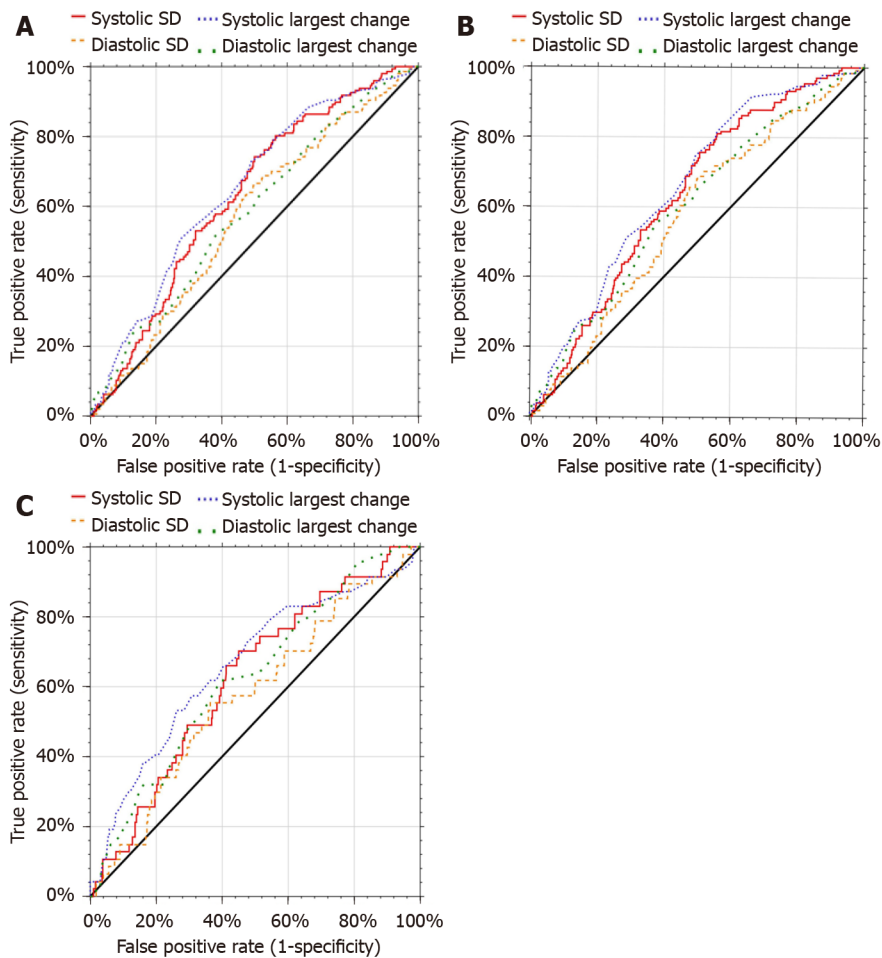 A
Systolic SD
Systolic largest change
Diastolic SD
Diastolic largest change
100%
80%
60%
40%
20%
0%
True positive rate (sensitivity)
0% 20% 40% 60% 80% 100%
False positive rate (1-specificity)
B
Systolic SD
Systolic largest change
Diastolic SD
Diastolic largest change
100%
80%
60%
40%
20%
0%
True positive rate (sensitivity)
0% 20% 40% 60% 80% 100%
False positive rate (1-specificity)
C
Systolic SD
Systolic largest change
Diastolic SD
Diastolic largest change
100%
80%
60%
40%
20%
0%
True positive rate (sensitivity)
0% 20% 40% 60% 80% 100%
False positive rate (1-specificity)